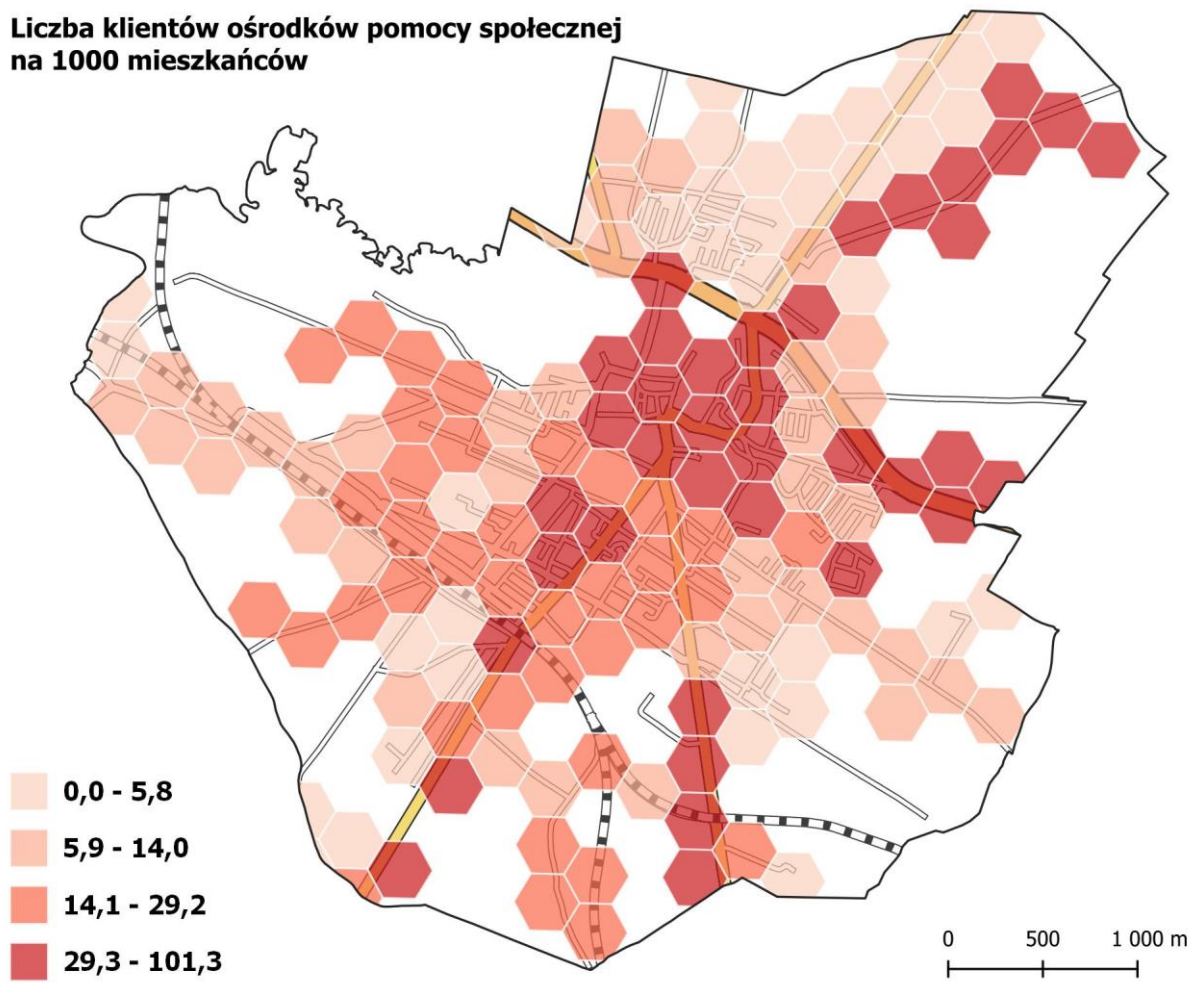 Liczba klientów ośrodków pomocy społecznej
na 1000 mieszkańców
0,0 - 5,8
5,9 - 14,0
14,1 - 29,2
29,3 - 101,3
0 500 1 000 m